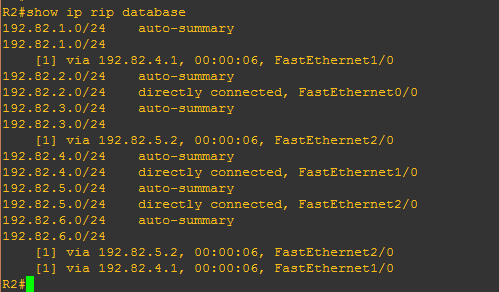 R2#show ip rip database
192.82.1.0/24    auto-summary
192.82.1.0/24
    [1] via 192.82.4.1, 00:00:06, FastEthernet1/0
192.82.2.0/24    auto-summary
192.82.2.0/24    directly connected, FastEthernet0/0
192.82.3.0/24    auto-summary
192.82.3.0/24
    [1] via 192.82.5.2, 00:00:06, FastEthernet2/0
192.82.4.0/24    auto-summary
192.82.4.0/24    directly connected, FastEthernet1/0
192.82.5.0/24    auto-summary
192.82.5.0/24    directly connected, FastEthernet2/0
192.82.6.0/24    auto-summary
192.82.6.0/24
    [1] via 192.82.5.2, 00:00:06, FastEthernet2/0
    [1] via 192.82.4.1, 00:00:06, FastEthernet1/0
R2#